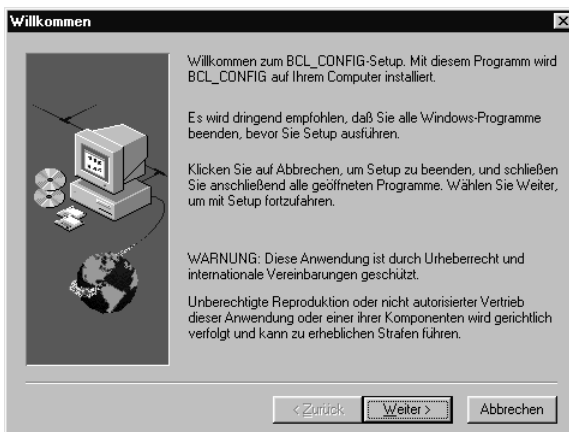 Willkommen
Willkommen zum BCL_CONFIG-Setup. Mit diesem Programm wird
BCL_CONFIG auf Ihrem Computer installiert.
Es wird dringend empfohlen, daß Sie alle Windows-Programme
beenden, bevor Sie Setup ausführen.
Klicken Sie auf Abbrechen, um Setup zu beenden, und schließen
Sie anschließend alle geöffneten Programme. Wählen Sie Weiter,
um mit Setup fortzufahren.
WARNUNG: Diese Anwendung ist durch Urheberrecht und
internationale Vereinbarungen geschützt.
Unberechtigte Reproduktion oder nicht autorisierter Vertrieb
dieser Anwendung oder einer ihrer Komponenten wird gerichtlich
verfolgt und kann zu erheblichen Strafen führen.
< Zurück Weiter > Abbrechen